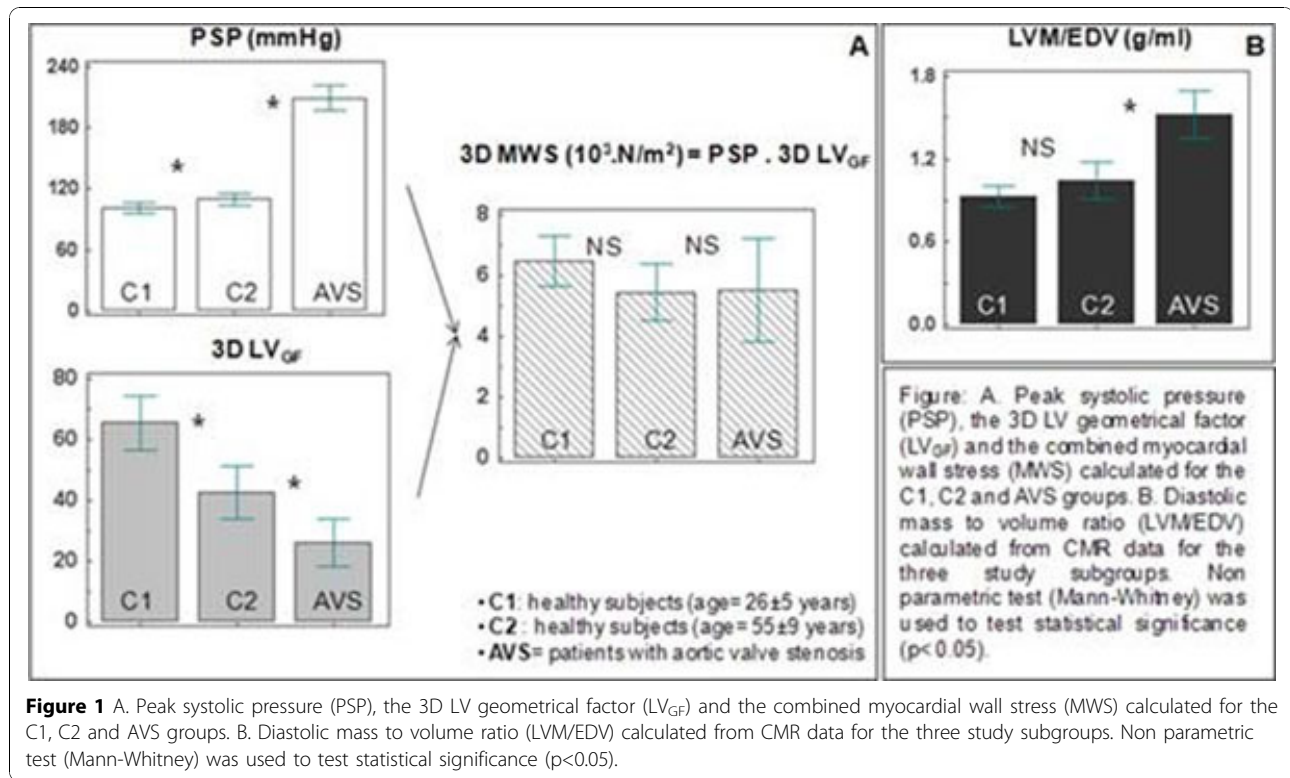 PSP (mmHg)
A
240
180
120
60
0
*
*
C1
C2
AVS
3D LV_GF
80
60
40
20
0
*
*
C1
C2
AVS
3D MWS (10³.N/m²) = PSP . 3D LV_GF
8
6
4
2
0
NS
NS
C1
C2
AVS
• C1: healthy subjects (age= 26±5 years)
• C2 : healthy subjects (age= 55±9 years)
• AVS= patients with aortic valve stenosis
LVM/EDV (g/ml)
B
1.8
1.2
0.6
0.0
NS
*
C1
C2
AVS
Figure: A. Peak systolic pressure
(PSP), the 3D LV geometrical factor
(LV_GF) and the combined myocardial
wall stress (MWS) calculated for the
C1, C2 and AVS groups. B. Diastolic
mass to volume ratio (LVM/EDV)
calculated from CMR data for the
three study subgroups. Non
parametric test (Mann-Whitney) was
used to test statistical significance
(p<0.05).
Figure 1 A. Peak systolic pressure (PSP), the 3D LV geometrical factor (LV_GF) and the combined myocardial wall stress (MWS) calculated for the
C1, C2 and AVS groups. B. Diastolic mass to volume ratio (LVM/EDV) calculated from CMR data for the three study subgroups. Non parametric
test (Mann-Whitney) was used to test statistical significance (p<0.05).